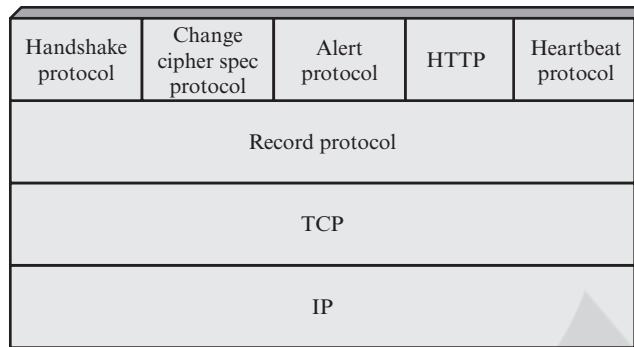 Handshake
protocol
Change
cipher spec
protocol
Alert
protocol
HTTP
Heartbeat
protocol
Record protocol
TCP
IP